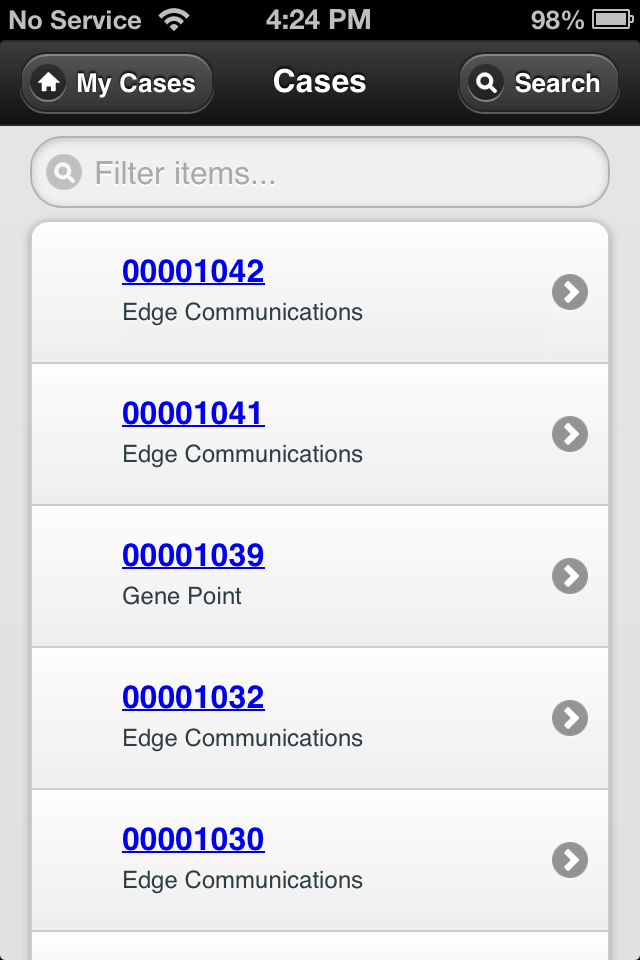 No Service 4:24 PM 98%
My Cases Cases Search
Filter items...
00001042
Edge Communications
00001041
Edge Communications
00001039
Gene Point
00001032
Edge Communications
00001030
Edge Communications